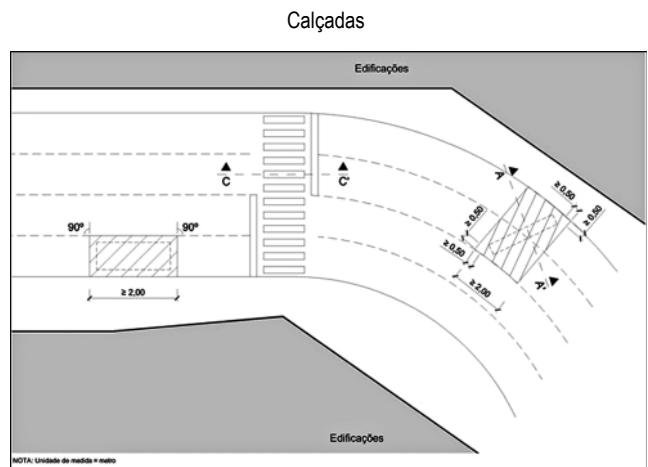 Calçadas
Edificações
C
C'
90º
90º
≥ 2,00
A
≥ 0,50
≥ 0,50
≥ 0,50
≥ 0,50
≥ 2,00
A'
Edificações
NOTA: Unidade de medida = metro